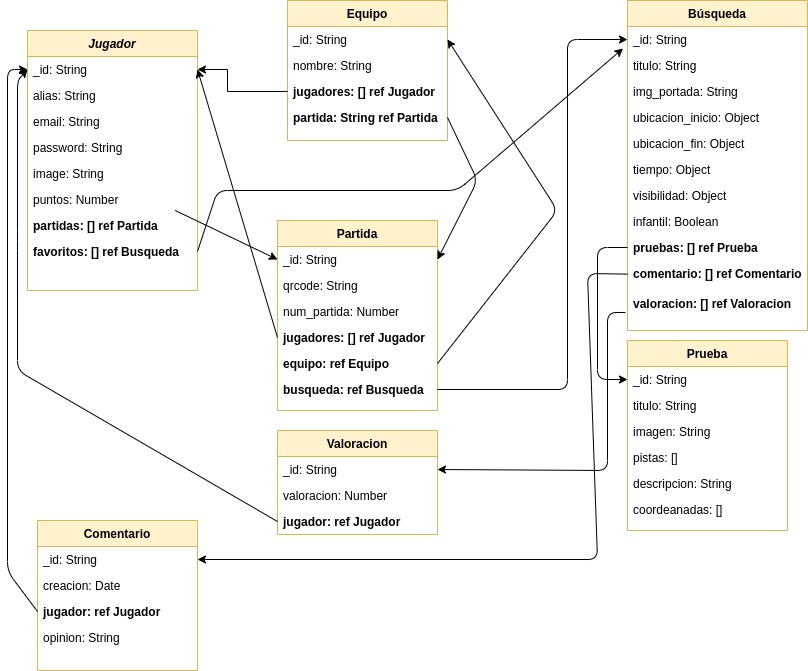 Jugador
_id: String
alias: String
email: String
password: String
image: String
puntos: Number
partidas: [] ref Partida
favoritos: [] ref Busqueda
Equipo
_id: String
nombre: String
jugadores: [] ref Jugador
partida: String ref Partida
Búsqueda
_id: String
titulo: String
img_portada: String
ubicacion_inicio: Object
ubicacion_fin: Object
tiempo: Object
visibilidad: Object
infantil: Boolean
pruebas: [] ref Prueba
comentario: [] ref Comentario
valoracion: [] ref Valoracion
Partida
_id: String
qrcode: String
num_partida: Number
jugadores: [] ref Jugador
equipo: ref Equipo
busqueda: ref Busqueda
Prueba
_id: String
titulo: String
imagen: String
pistas: []
descripcion: String
coordeanadas: []
Valoracion
_id: String
valoracion: Number
jugador: ref Jugador
Comentario
_id: String
creacion: Date
jugador: ref Jugador
opinion: String